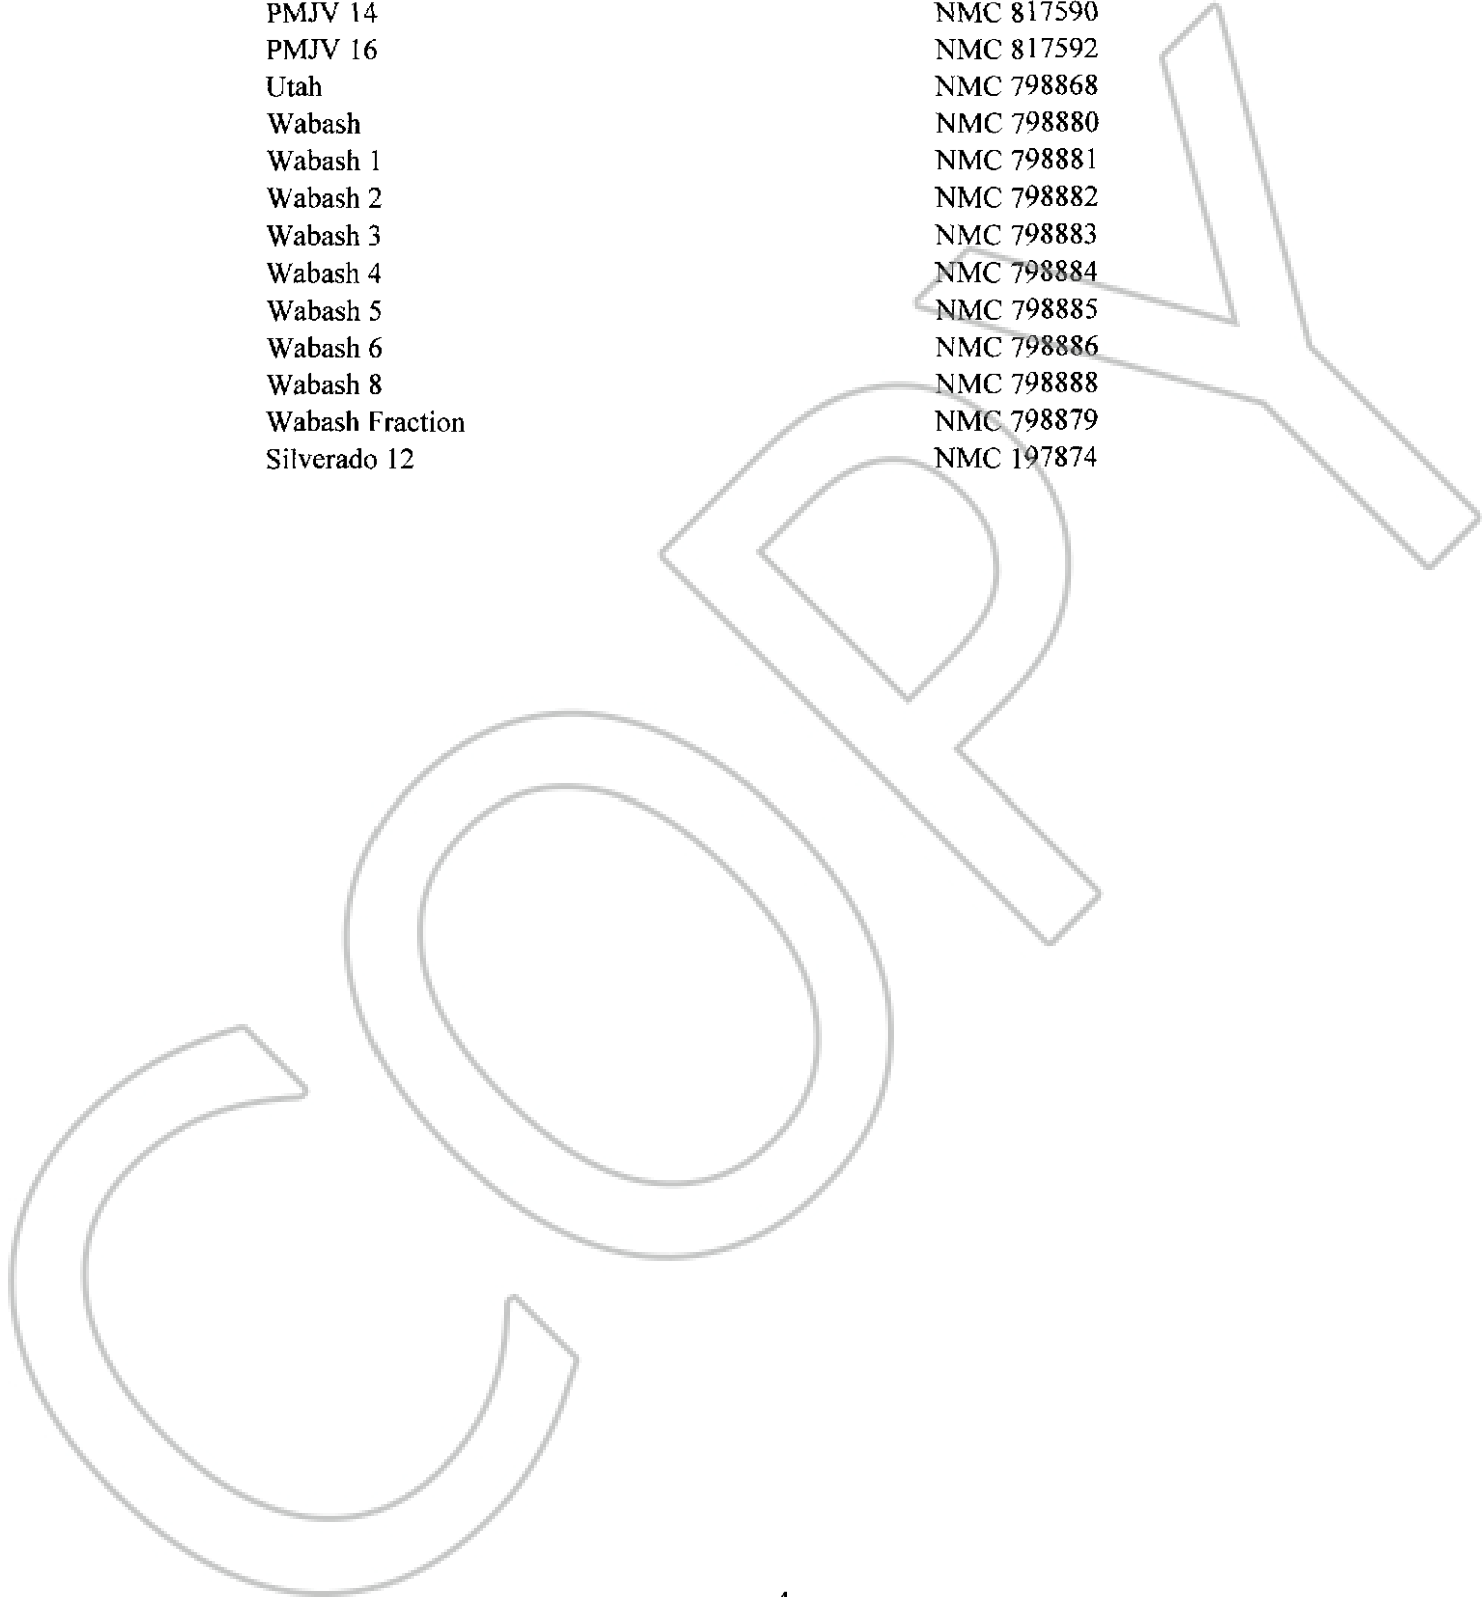 PMJV 14 NMC 817590
PMJV 16 NMC 817592
Utah NMC 798868
Wabash NMC 798880
Wabash 1 NMC 798881
Wabash 2 NMC 798882
Wabash 3 NMC 798883
Wabash 4 NMC 798884
Wabash 5 NMC 798885
Wabash 6 NMC 798886
Wabash 8 NMC 798888
Wabash Fraction NMC 798879
Silverado 12 NMC 197874
COPY